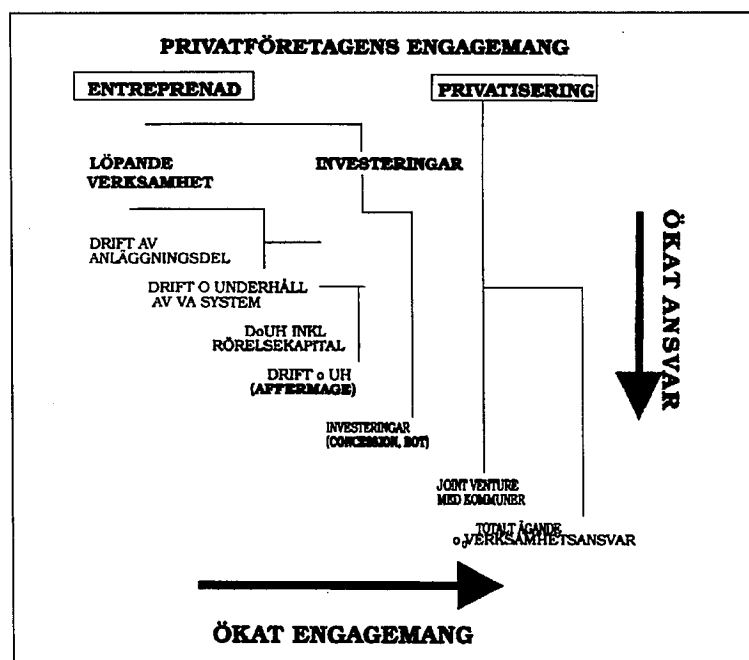 PRIVATFÖRETAGENS ENGAGEMANG
ENTREPRENAD
PRIVATISERING
LÖPANDE
VERKSAMHET
INVESTERINGAR
DRIFT AV
ANLÄGGNINGSDEL
DRIFT O UNDERHÅLL
AV VA SYSTEM
DoUH INKL
RÖRELSEKAPITAL
DRIFT o UH
(AFFERMAGE)
INVESTERINGAR
(CONCESSION, BOT)
JOINT VENTURE
MED KOMMUNER
TOTALT ÄGANDE
o VERKSAMHETSANSVAR
ÖKAT ANSVAR
ÖKAT ENGAGEMANG